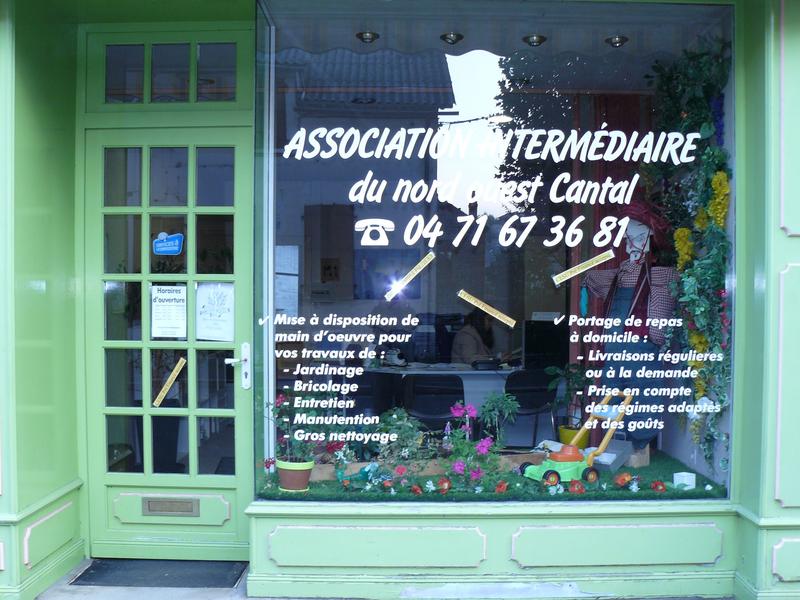 ASSOCIATION INTERMÉDIAIRE
du nord ouest Cantal
☎ 04 71 67 36 81
Horaires
d'ouverture
✓ Mise à disposition de
main d'oeuvre pour
vos travaux de :
- Jardinage
- Bricolage
- Entretien
- Manutention
- Gros nettoyage
✓ Portage de repas
à domicile :
- Livraisons régulières
ou à la demande
- Prise en compte
des régimes adaptés
et des goûts